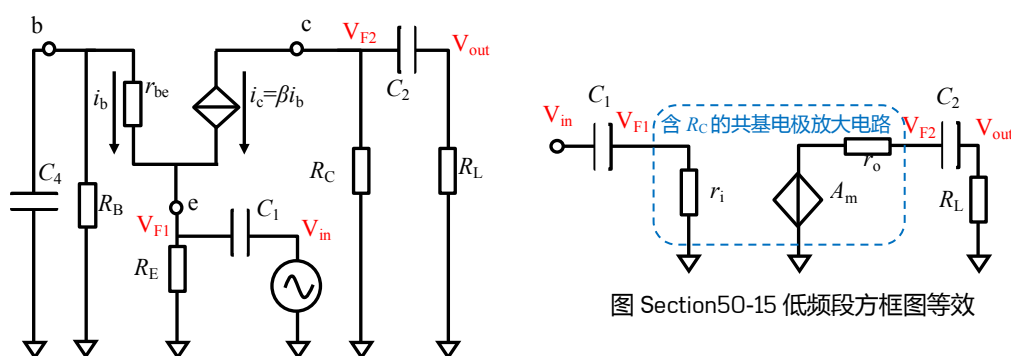 b
c
V_F2
V_out
i_b
r_be
i_c=βi_b
C_2
C_4
R_B
R_C
R_L
e
V_F1
C_1
V_in
R_E
C_1
V_in
V_F1
含 R_C 的共基电极放大电路
C_2
V_F2
V_out
r_i
A_m
r_o
R_L
图 Section50-15 低频段方框图等效